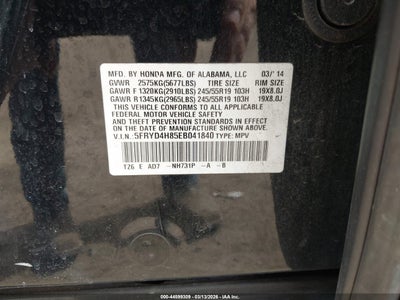 MFD. BY HONDA MFG. OF ALABAMA, LLC 03/'14
GVWR 2575KG(5677LBS) TIRE SIZE RIM SIZE
GAWR F 1320KG(2910LBS) 245/55R19 103H 19X8.0J
GAWR R1345KG(2965LBS) 245/55R19 103H 19X8.0J
THIS VEHICLE CONFORMS TO ALL APPLICABLE
FEDERAL MOTOR VEHICLE SAFETY
AND THEFT PREVENTION STANDARDS IN EFFECT ON
THE DATE OF MANUFACTURE SHOWN ABOVE.
V.I.N. 5FRYD4H85EB041840 TYPE: MPV
126 E AD7 -NH731P -A -B
000-44599309 - 03/13/2026 - IAA Inc.